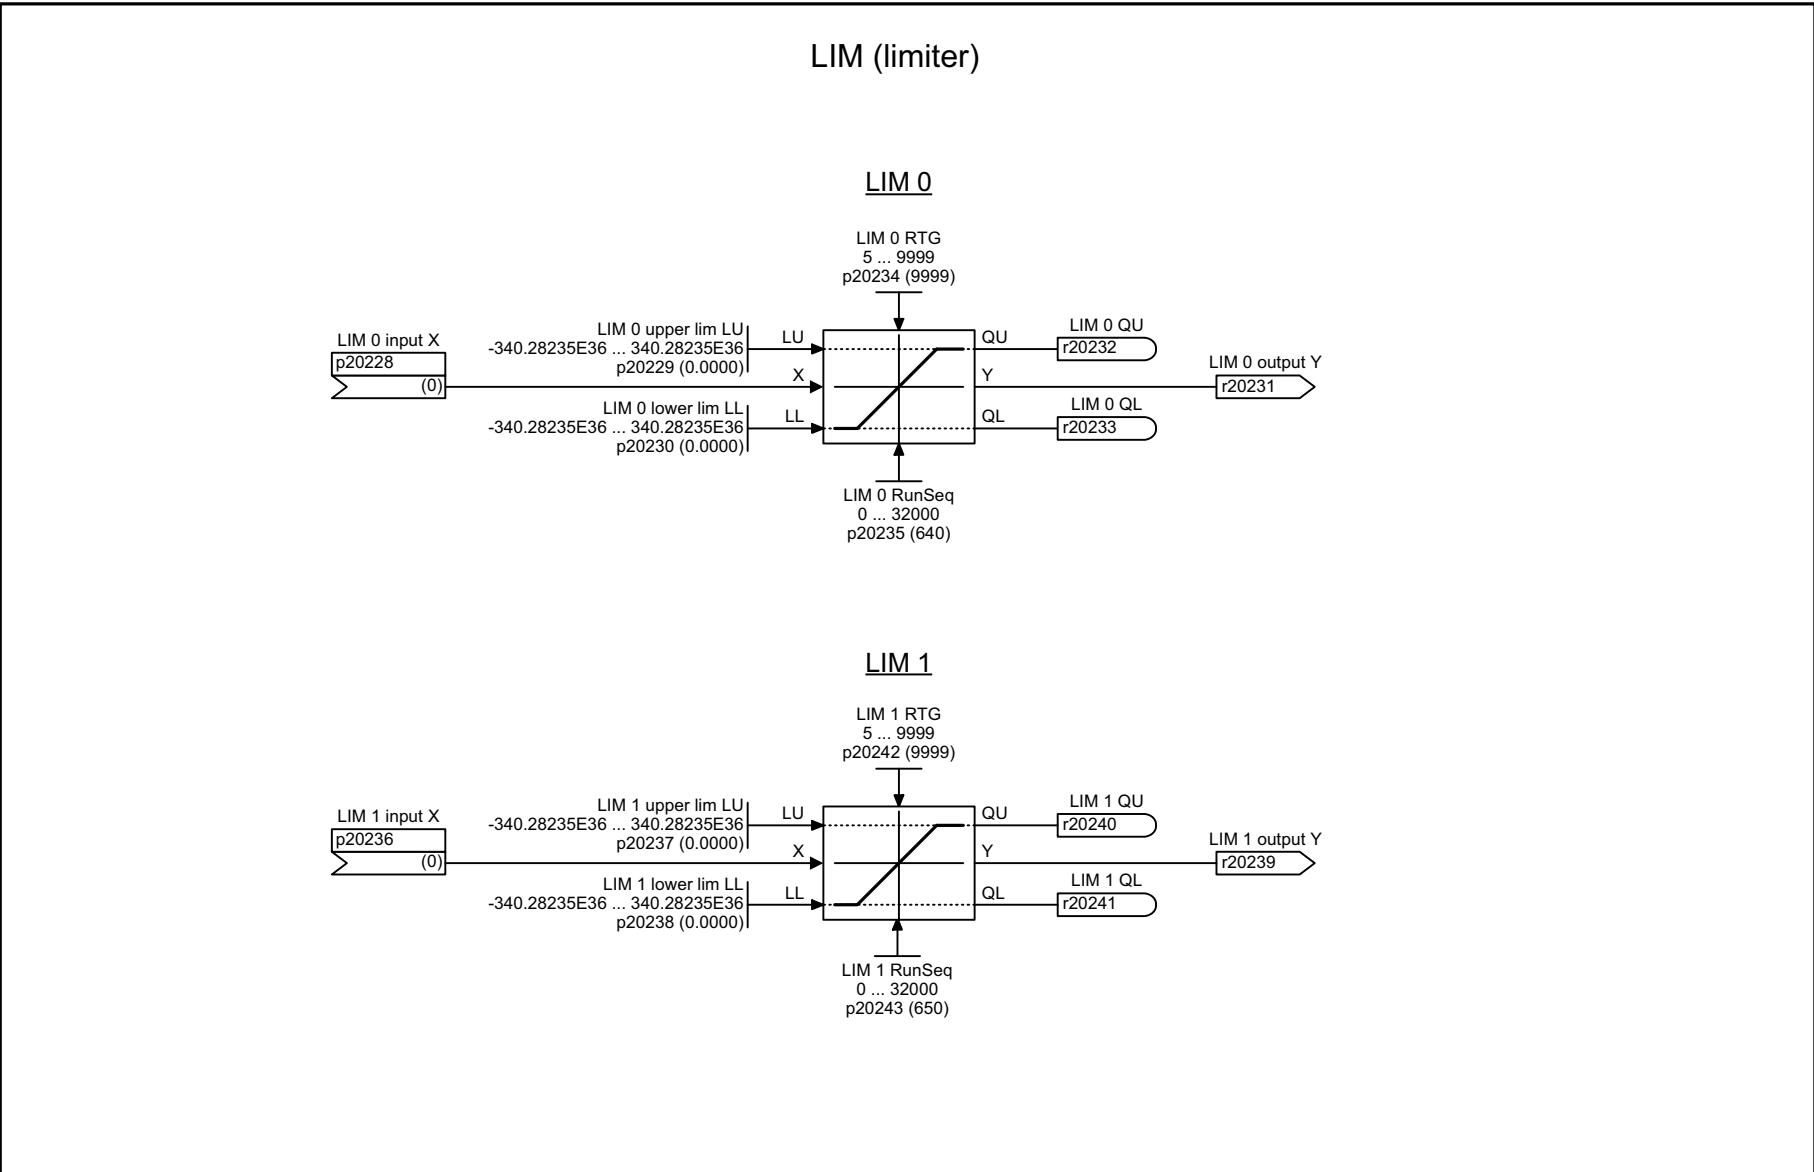 LIM (limiter)
LIM 0
LIM 0 RTG
5 ... 9999
p20234 (9999)
LIM 0 input X
p20228
(0)
LIM 0 upper lim LU
-340.28235E36 ... 340.28235E36
p20229 (0.0000)
LIM 0 lower lim LL
-340.28235E36 ... 340.28235E36
p20230 (0.0000)
LU
X
LL
QU
Y
QL
LIM 0 QU
r20232
LIM 0 output Y
r20231
LIM 0 QL
r20233
LIM 0 RunSeq
0 ... 32000
p20235 (640)
LIM 1
LIM 1 RTG
5 ... 9999
p20242 (9999)
LIM 1 input X
p20236
(0)
LIM 1 upper lim LU
-340.28235E36 ... 340.28235E36
p20237 (0.0000)
LIM 1 lower lim LL
-340.28235E36 ... 340.28235E36
p20238 (0.0000)
LU
X
LL
QU
Y
QL
LIM 1 QU
r20240
LIM 1 output Y
r20239
LIM 1 QL
r20241
LIM 1 RunSeq
0 ... 32000
p20243 (650)